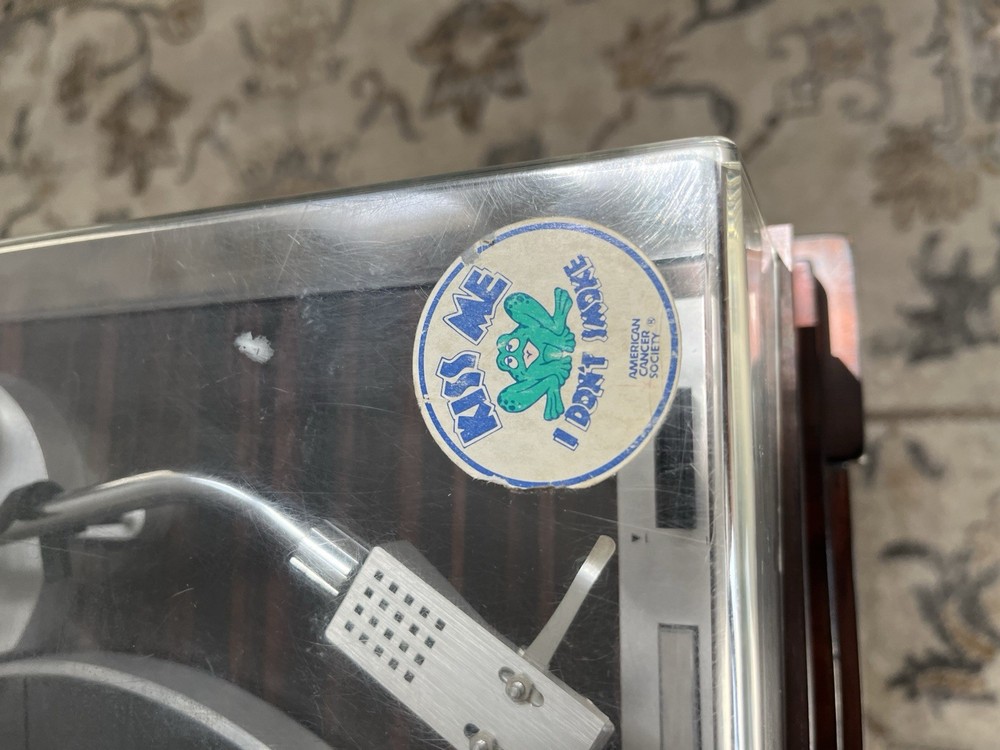 KISS ME
I DON'T SMOKE
AMERICAN
CANCER
SOCIETY ®